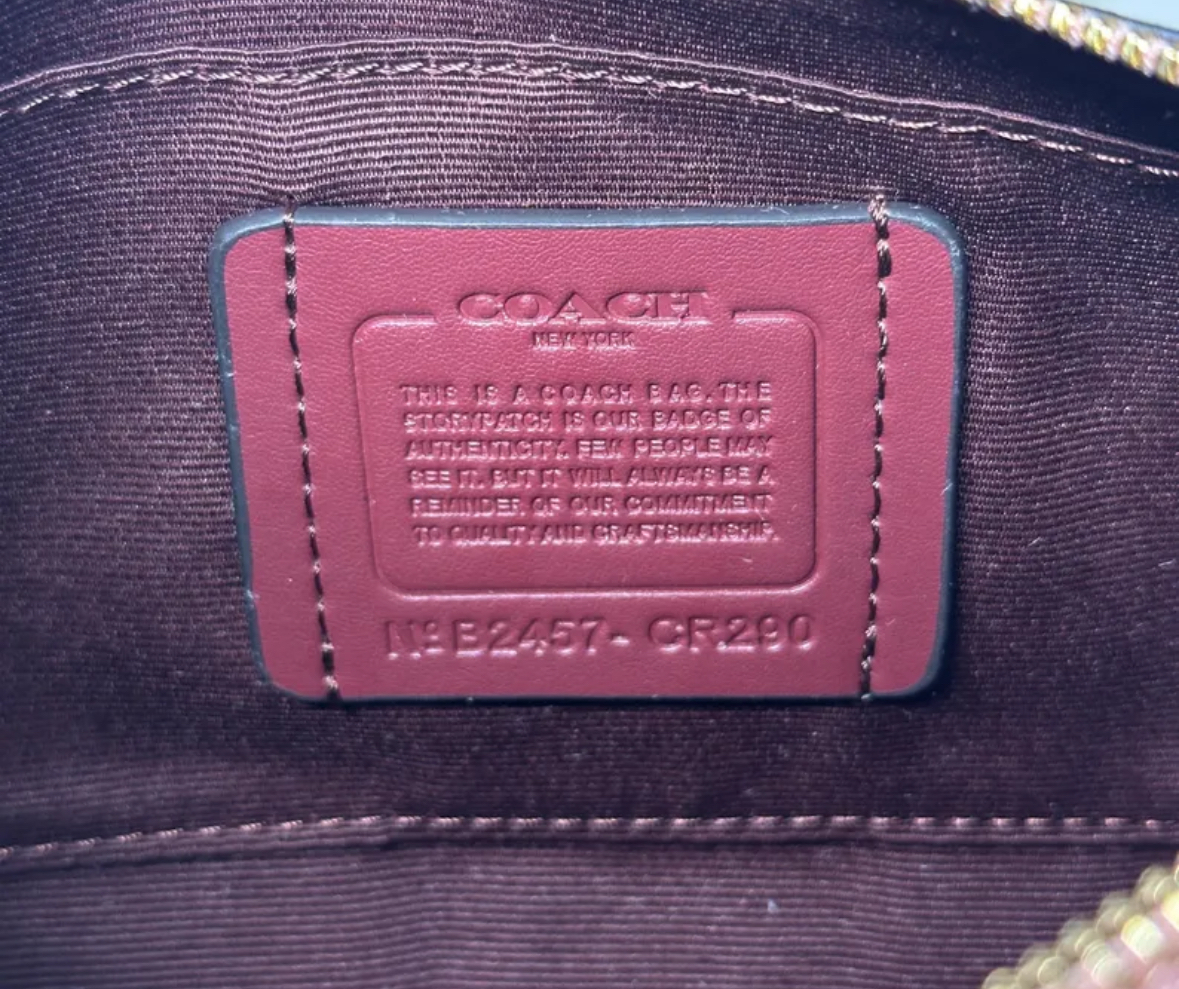 COACH
NEW YORK
THIS IS A COACH BAG. THE
STORYPATCH IS OUR BADGE OF
AUTHENTICITY. FEW PEOPLE MAY
SEE IT. BUT IT WILL ALWAYS BE A
REMINDER OF OUR COMMITMENT
TO QUALITY AND CRAFTSMANSHIP.
Nº B2457- CR290